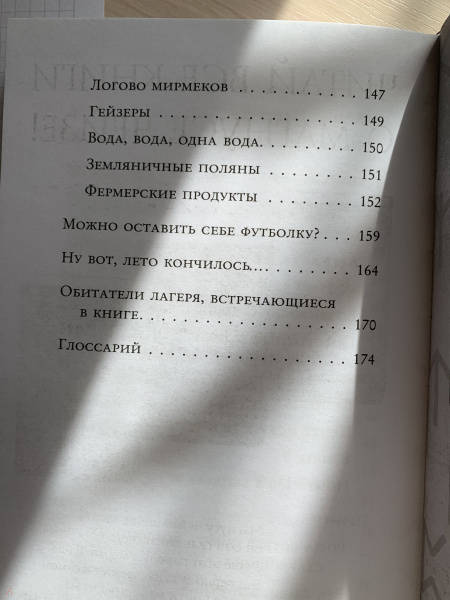 Логово мирмеков . . . . . . . . . . . 147
Гейзеры . . . . . . . . . . . . . . . . . . 149
Вода, вода, одна вода. . . . . . . . . 150
Земляничные поляны . . . . . . . . 151
Фермерские продукты . . . . . . . . 152
Можно оставить себе футболку? . . . 159
Ну вот, лето кончилось.... . . . . . . . . 164
Обитатели лагеря, встречающиеся
в книге. . . . . . . . . . . . . . . . . . . . 170
Глоссарий . . . . . . . . . . . . . . . . . 174